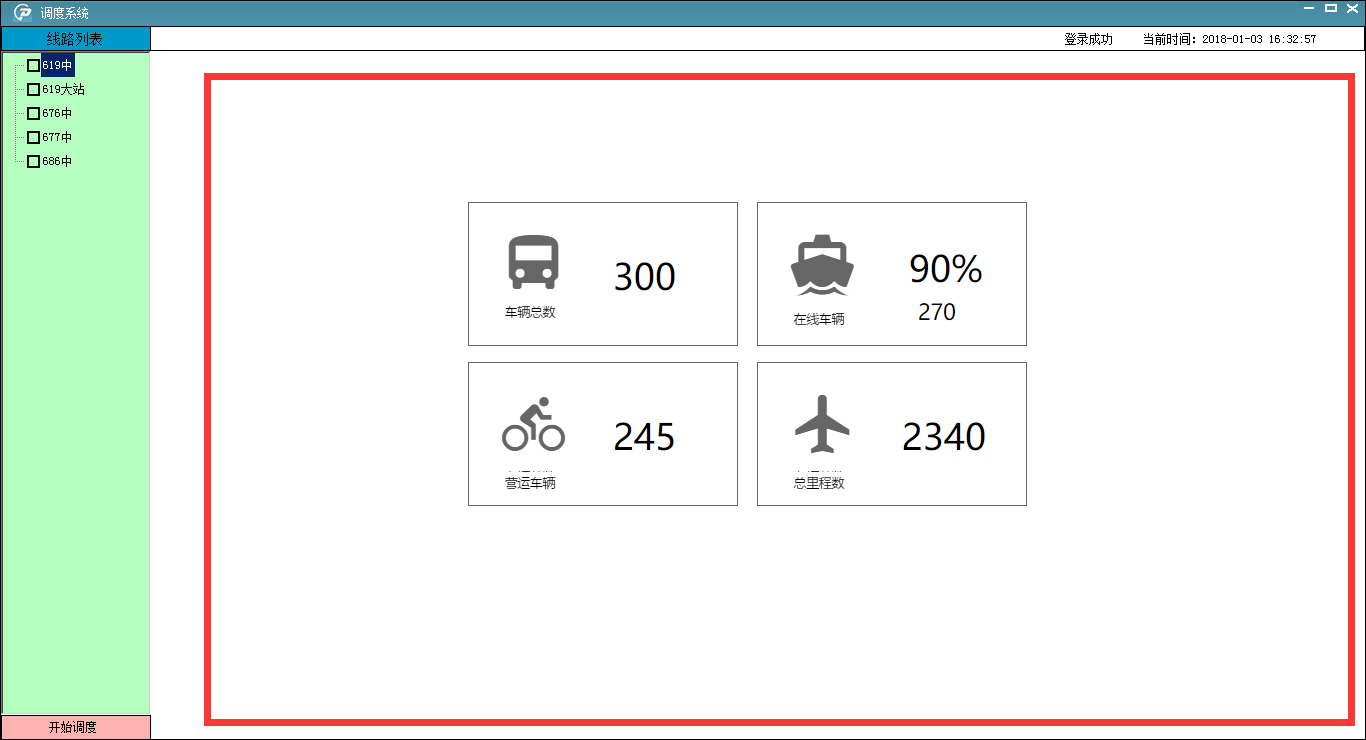 调度系统
线路列表
登录成功 当前时间：2018-01-03 16:32:57
619中
619大站
676中
677中
686中
300
车辆总数
90%
270
在线车辆
245
营运车辆
2340
总里程数
开始调度